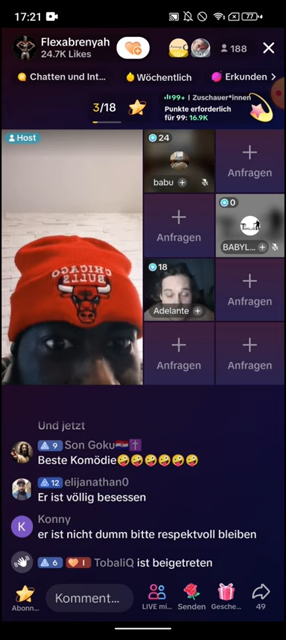 17:21
77
Flexabrenyah
24.7K Likes
188
Chatten und Int...
Wöchentlich
Erkunden
3/18
99+ | Zuschauer*innen
Punkte erforderlich
für 99: 16.9K
Host
24
babu
Anfragen
Anfragen
0
BABYL...
18
Adelante
Anfragen
Anfragen
Anfragen
CHICAGO
BULLS
Und jetzt
9 Son Goku
Beste Komödie🤪🤪🤪🤪🤪🤪
12 elijanathan0
Er ist völlig besessen
K
Konny
er ist nicht dumm bitte respektvoll bleiben
6 1 TobaliQ ist beigetreten
Abonn...
Komment...
LIVE mi...
Senden
Gesche...
49